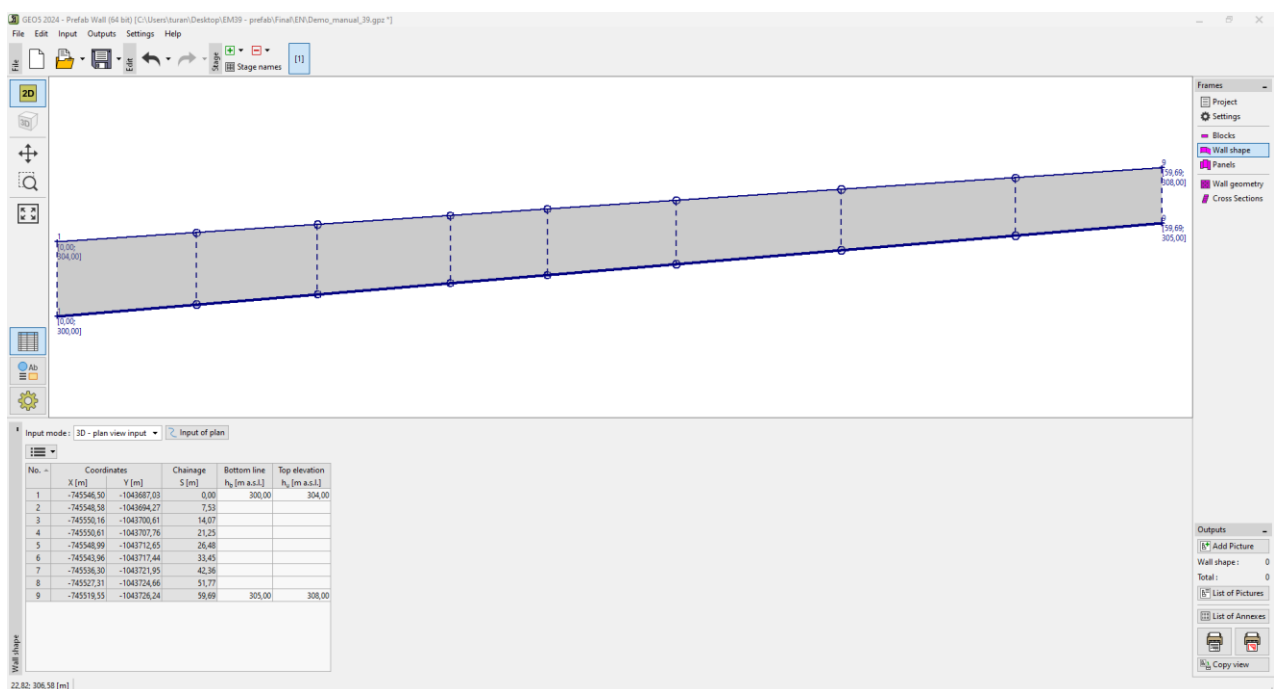 GEO5 2024 - Prefab Wall (64 bit) [C:\Users\turan\Desktop\EM39 - prefab\Final\EN\Demo_manual_39.gpz *]
File Edit Input Outputs Settings Help
File
Edit
Stage
Stage names
[1]
2D
3D
1
[0,00;
304,00]
[0,00;
300,00]
9
[59,69;
308,00]
[59,69;
305,00]
Frames
Project
Settings
Blocks
Wall shape
Panels
Wall geometry
Cross Sections
Ab
Input mode : 3D - plan view input Input of plan
No. Coordinates Chainage Bottom line Top elevation
X [m] Y [m] S [m] hb [m a.s.l.] hu [m a.s.l.]
1 -745546,50 -1043687,03 0,00 300,00 304,00
2 -745548,58 -1043694,27 7,53
3 -745550,16 -1043700,61 14,07
4 -745550,61 -1043707,76 21,25
5 -745548,99 -1043712,65 26,48
6 -745543,96 -1043717,44 33,45
7 -745536,30 -1043721,95 42,36
8 -745527,31 -1043724,66 51,77
9 -745519,55 -1043726,24 59,69 305,00 308,00
Wall shape
Outputs
Add Picture
Wall shape : 0
Total : 0
List of Pictures
List of Annexes
Copy view
22,82; 306,58 [m]